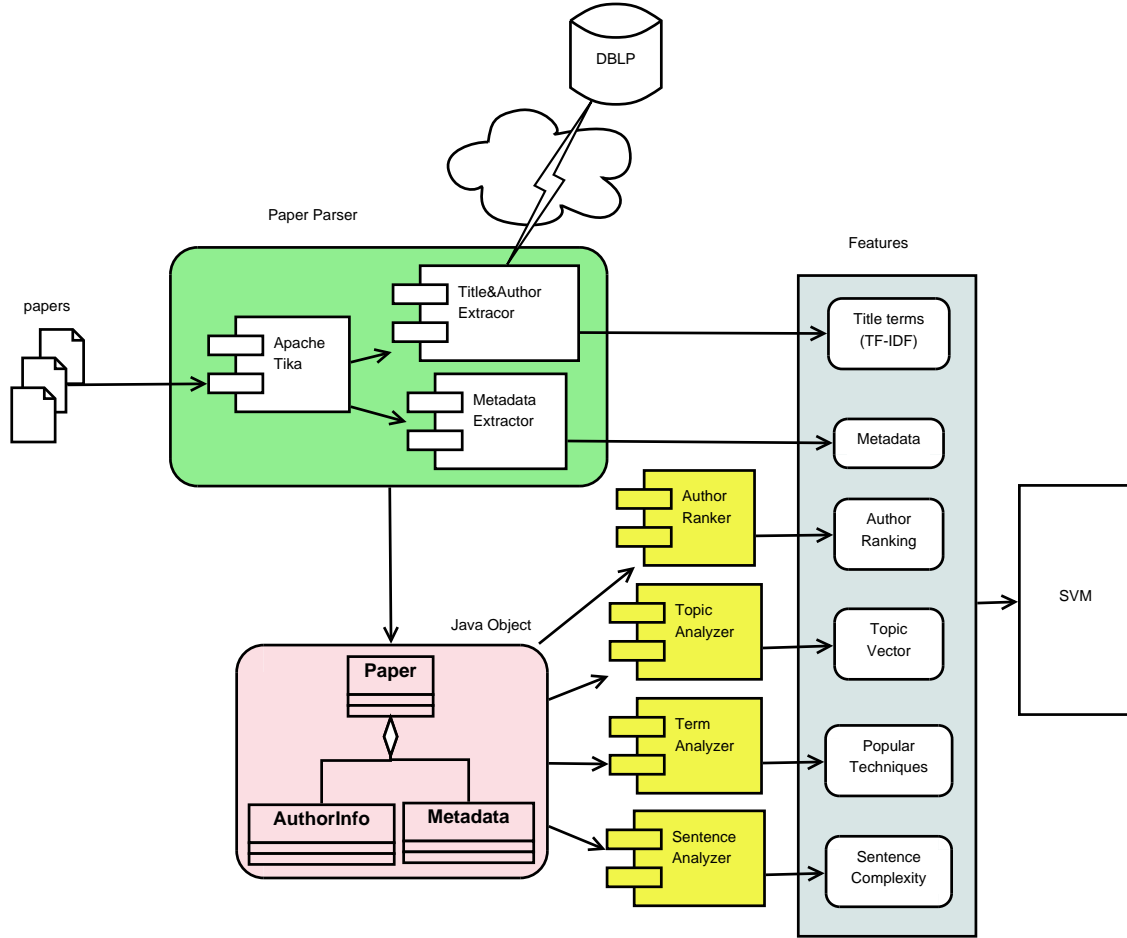 DBLP
Paper Parser
Features
papers
Title&Author
Extracor
Title terms
(TF-IDF)
Apache
Tika
Metadata
Extractor
Metadata
Author
Ranker
Author
Ranking
SVM
Java Object
Topic
Analyzer
Topic
Vector
Paper
Term
Analyzer
Popular
Techniques
AuthorInfo
Metadata
Sentence
Analyzer
Sentence
Complexity